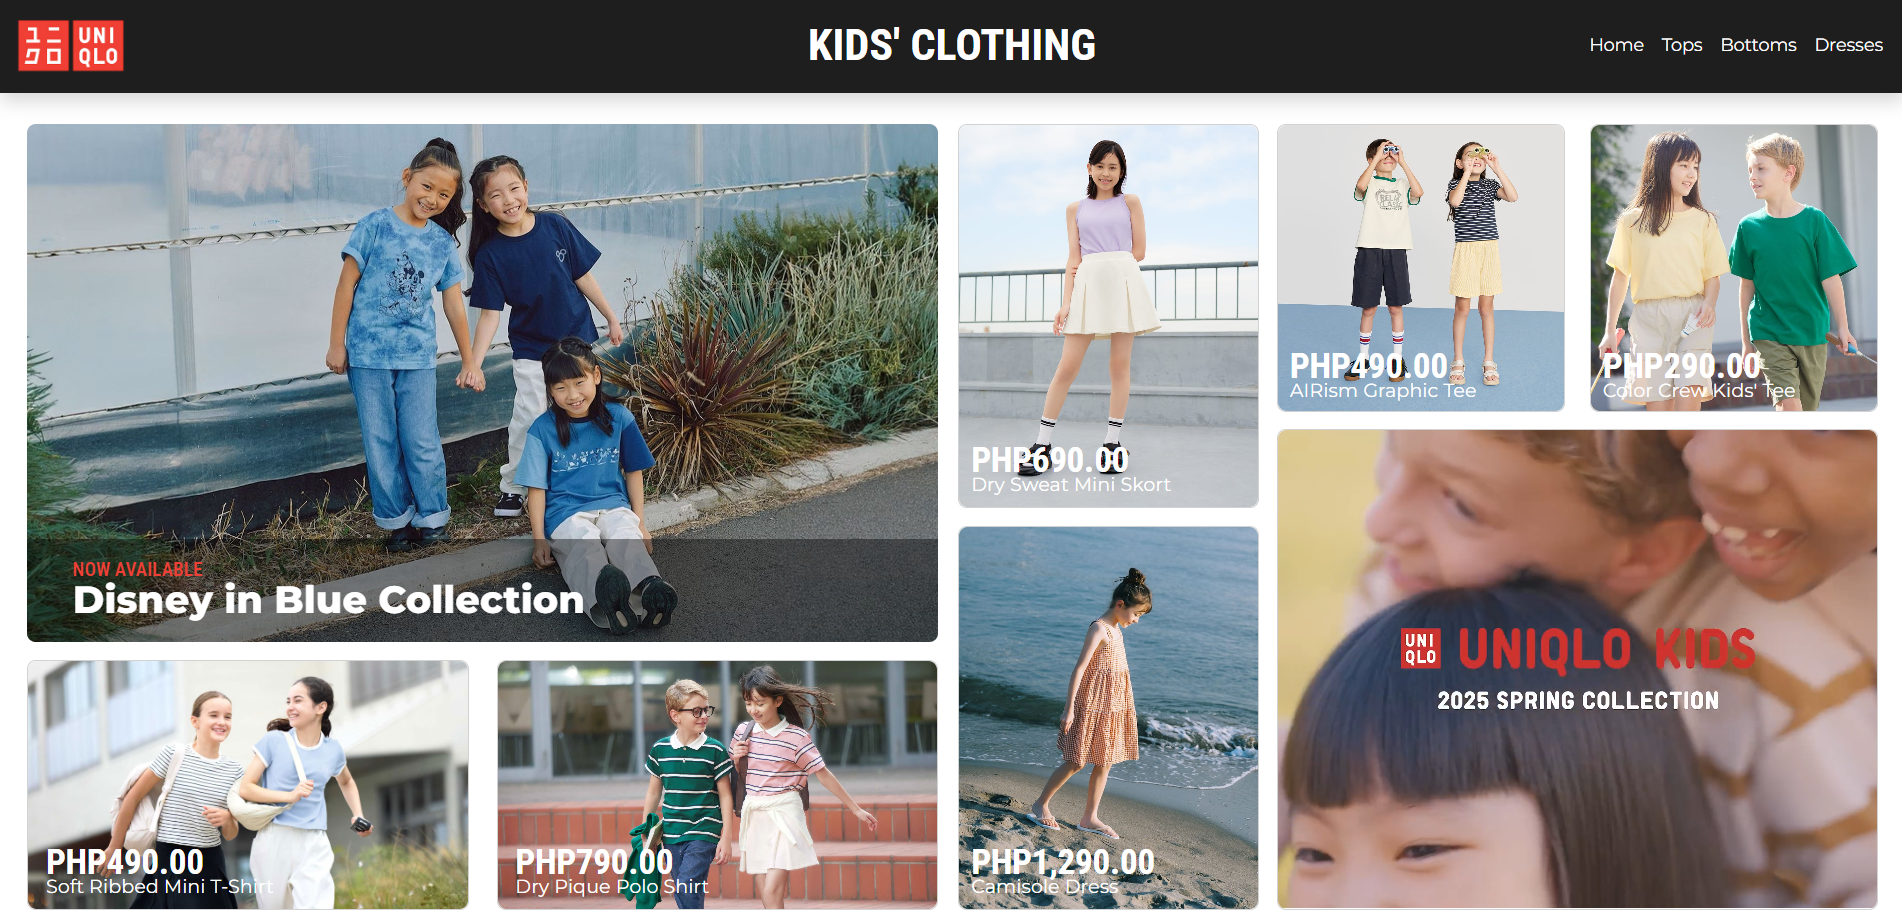 ユニ
クロ
UNI
QLO
KIDS' CLOTHING
Home Tops Bottoms Dresses
NOW AVAILABLE
Disney in Blue Collection
PHP690.00
Dry Sweat Mini Skort
PHP490.00
AIRism Graphic Tee
PHP290.00
Color Crew Kids' Tee
UNI
QLO
UNIQLO KIDS
2025 SPRING COLLECTION
PHP490.00
Soft Ribbed Mini T-Shirt
PHP790.00
Dry Pique Polo Shirt
PHP1,290.00
Camisole Dress